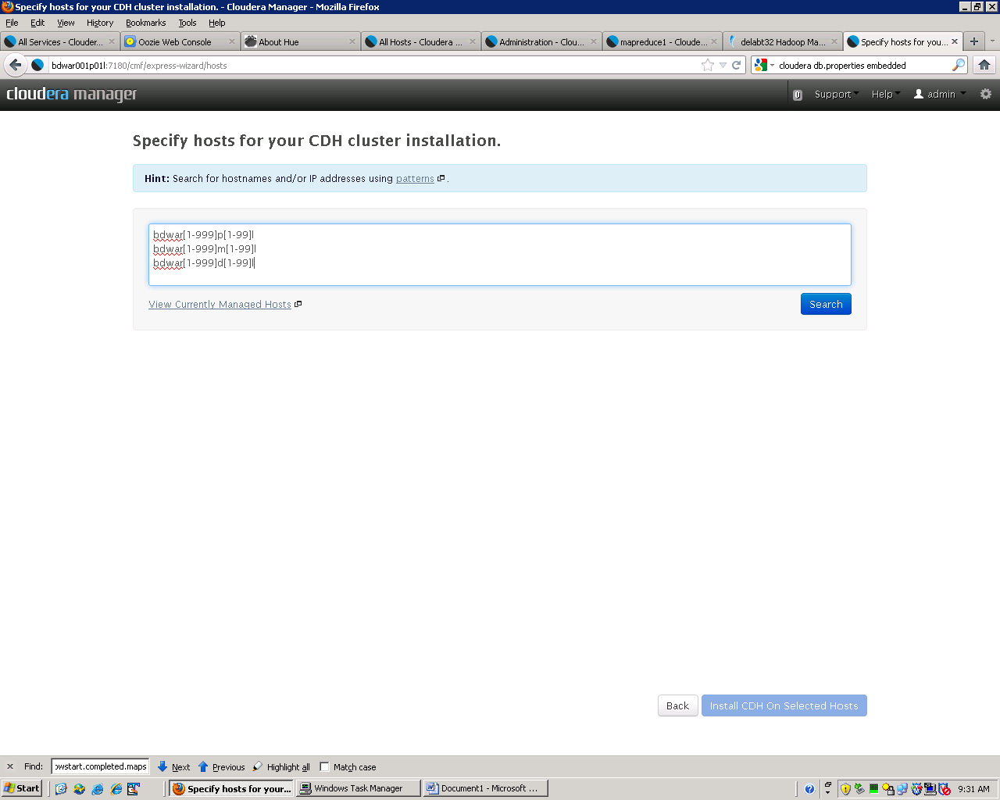 Specify hosts for your CDH cluster installation. - Cloudera Manager - Mozilla Firefox
File Edit View History Bookmarks Tools Help
All Services - Clouder... Oozie Web Console About Hue All Hosts - Cloudera ... Administration - Clou... mapreduce1 - Cloude... delabt32 Hadoop Ma... Specify hosts for you...
bdwar001p01l:7180/cmf/express-wizard/hosts cloudera db.properties embedded
cloudera manager 0 Support Help admin
Specify hosts for your CDH cluster installation.
Hint: Search for hostnames and/or IP addresses using patterns .
bdwar[1-999]p[1-99]l
bdwar[1-999]m[1-99]l
bdwar[1-999]d[1-99]l
View Currently Managed Hosts Search
Back Install CDH On Selected Hosts
Find: owstart.completed.maps Next Previous Highlight all Match case
Start Specify hosts for your... Windows Task Manager Document1 - Microsoft ... 9:31 AM